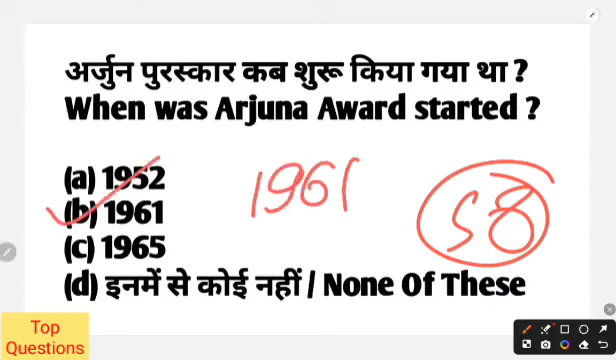 अर्जुन पुरस्कार कब शुरू किया गया था ?
When was Arjuna Award started ?
(a) 1952
(b) 1961
(c) 1965
(d) इनमें से कोई नहीं / None Of These
1961
58
Top
Questions